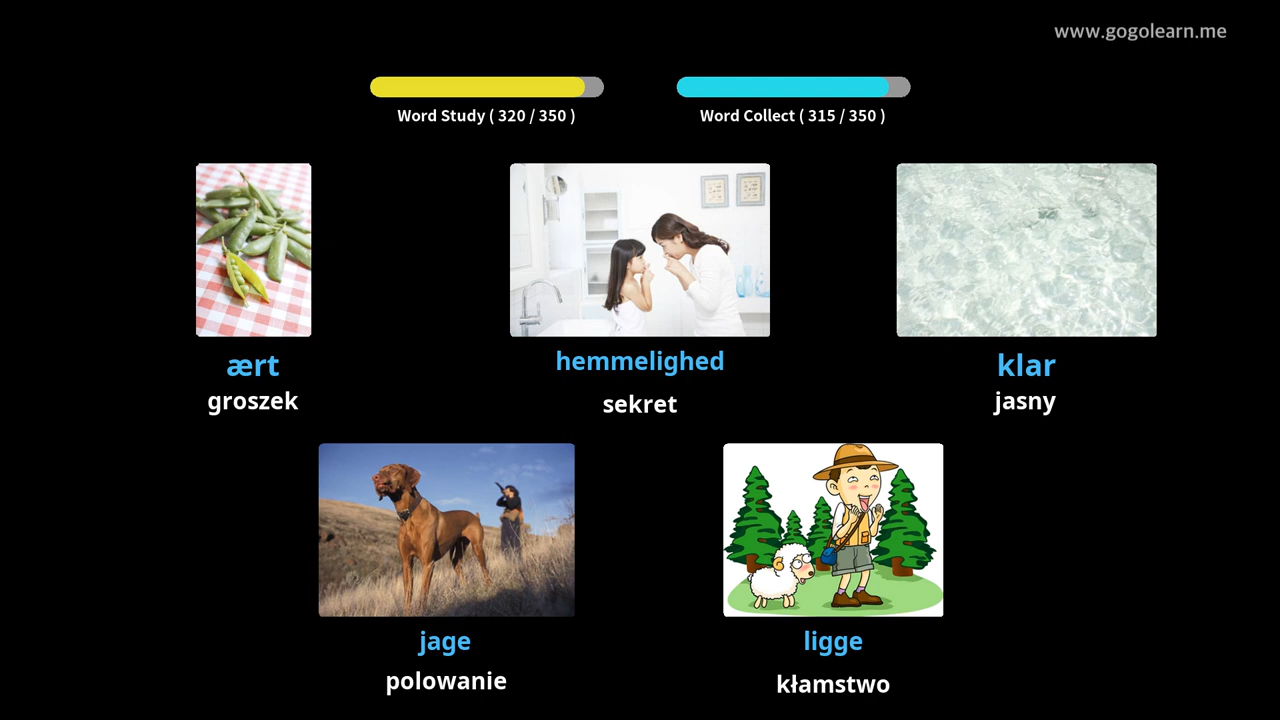 www.gogolearn.me
Word Study ( 320 / 350 )
Word Collect ( 315 / 350 )
ært
groszek
hemmelighed
sekret
klar
jasny
jage
polowanie
ligge
kłamstwo